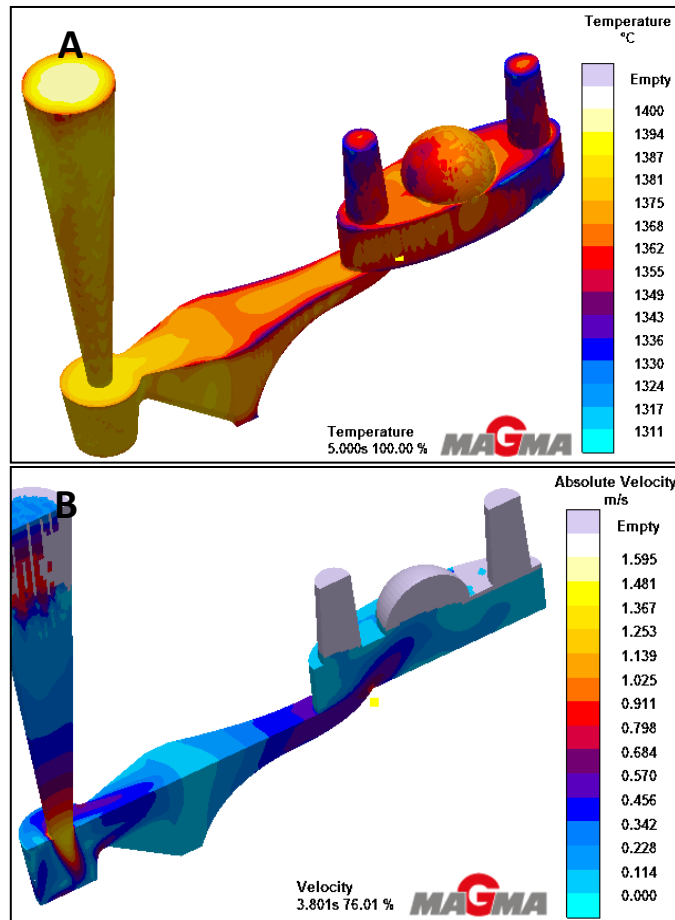 A
Temperature
°C
Empty
1400
1394
1387
1381
1375
1368
1362
1355
1349
1343
1336
1330
1324
1317
1311
Temperature
5.000s 100.00 %
MAGMA
B
Absolute Velocity
m/s
Empty
1.595
1.481
1.367
1.253
1.139
1.025
0.911
0.798
0.684
0.570
0.456
0.342
0.228
0.114
0.000
Velocity
3.801s 76.01 %
MAGMA